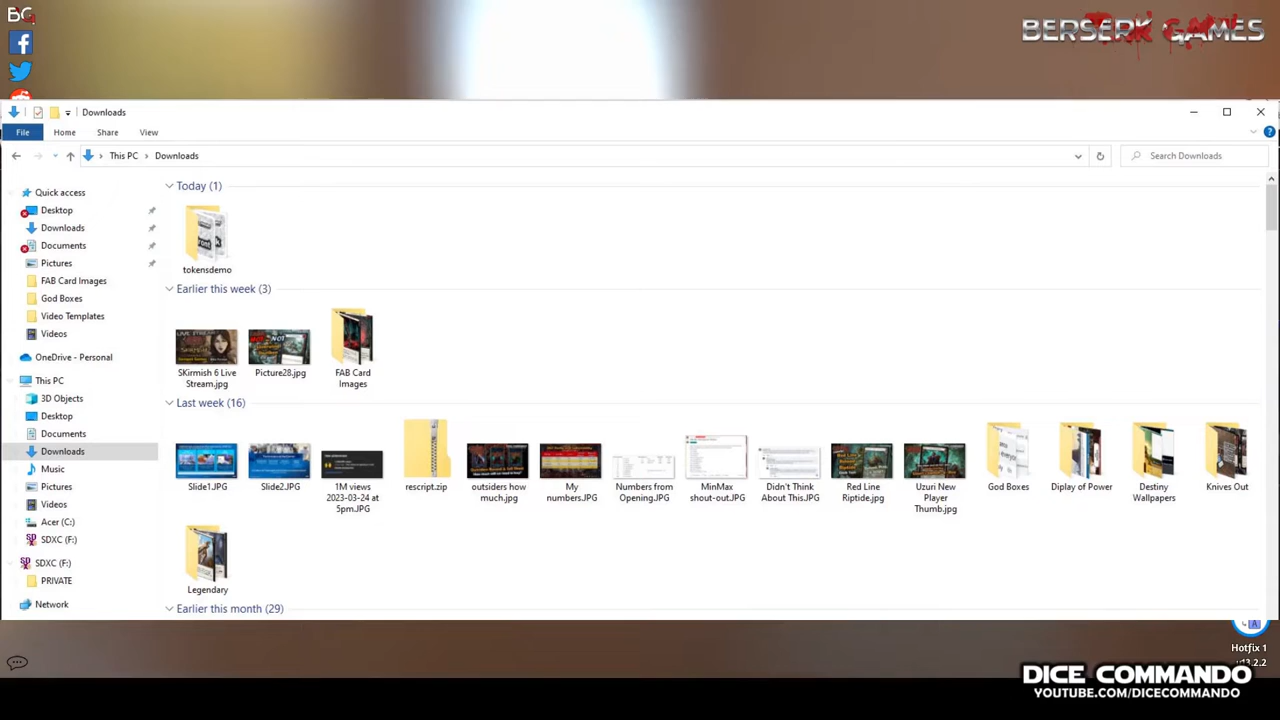 BG
BERSERK GAMES
Downloads
File Home Share View
This PC > Downloads
Search Downloads
Quick access
Desktop
Downloads
Documents
Pictures
FAB Card Images
God Boxes
Video Templates
Videos
OneDrive - Personal
This PC
3D Objects
Desktop
Documents
Downloads
Music
Pictures
Videos
Acer (C:)
SDXC (F:)
SDXC (F:)
PRIVATE
Network
Today (1)
tokensdemo
Earlier this week (3)
SKirmish 6 Live
Stream.jpg
Picture28.jpg
FAB Card
Images
Last week (16)
Slide1.JPG
Slide2.JPG
1M views
2023-03-24 at
5pm.JPG
rescript.zip
outsiders how
much.jpg
My
numbers.JPG
Numbers from
Opening.JPG
MinMax
shout-out.JPG
Didn't Think
About This.JPG
Red Line
Riptide.jpg
Uzuri New
Player
Thumb.jpg
God Boxes
Diplay of Power
Destiny
Wallpapers
Knives Out
Legendary
Earlier this month (29)
A
Hotfix 1
v13.2.2
DICE COMMANDO
YOUTUBE.COM/DICECOMMANDO